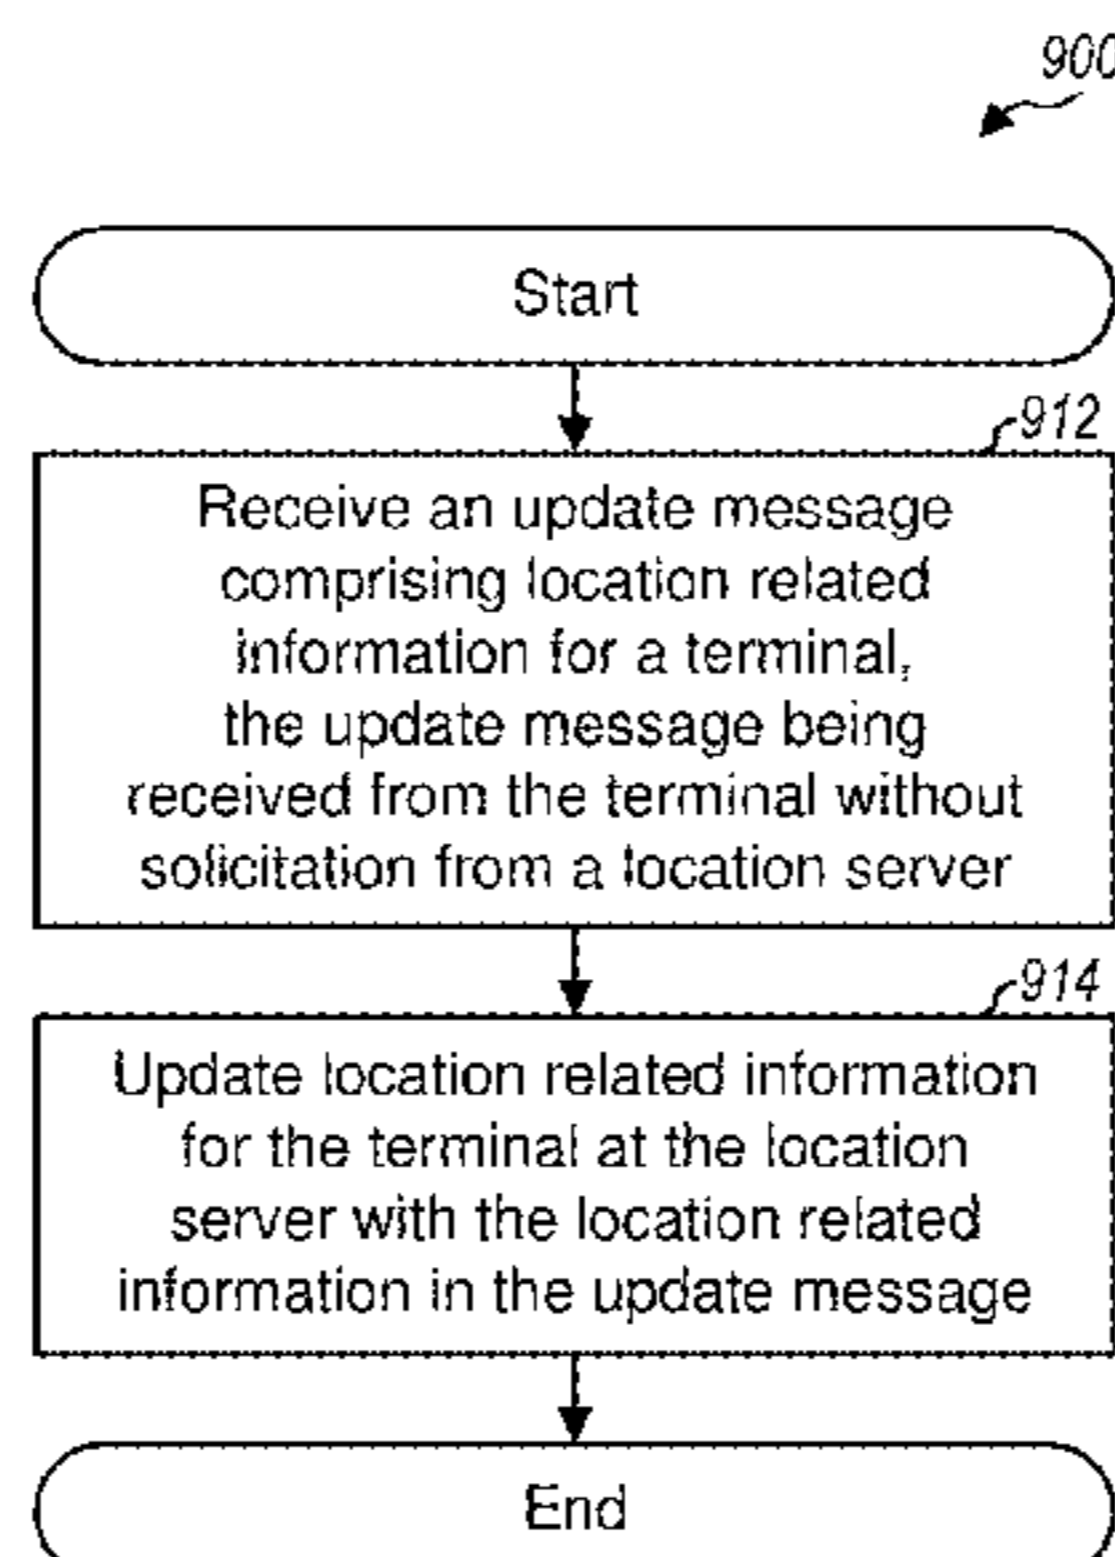 900
Start
912
Receive an update message
comprising location related
information for a terminal,
the update message being
received from the terminal without
solicitation from a location server
914
Update location related information
for the terminal at the location
server with the location related
information in the update message
End